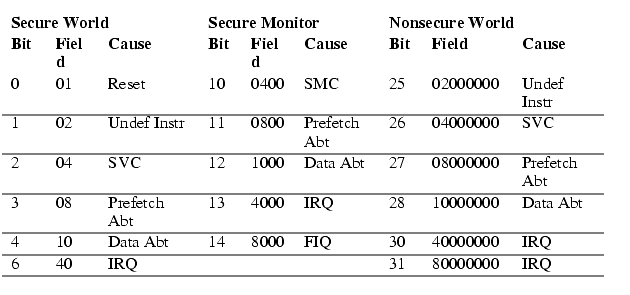 Secure World Secure Monitor Nonsecure World
Bit Fiel Cause Bit Fiel Cause Bit Field Cause
d d
0 01 Reset 10 0400 SMC 25 02000000 Undef
Instr
1 02 Undef Instr 11 0800 Prefetch 26 04000000 SVC
Abt
2 04 SVC 12 1000 Data Abt 27 08000000 Prefetch
Abt
3 08 Prefetch 13 4000 IRQ 28 10000000 Data Abt
Abt
4 10 Data Abt 14 8000 FIQ 30 40000000 IRQ
6 40 IRQ 31 80000000 IRQ